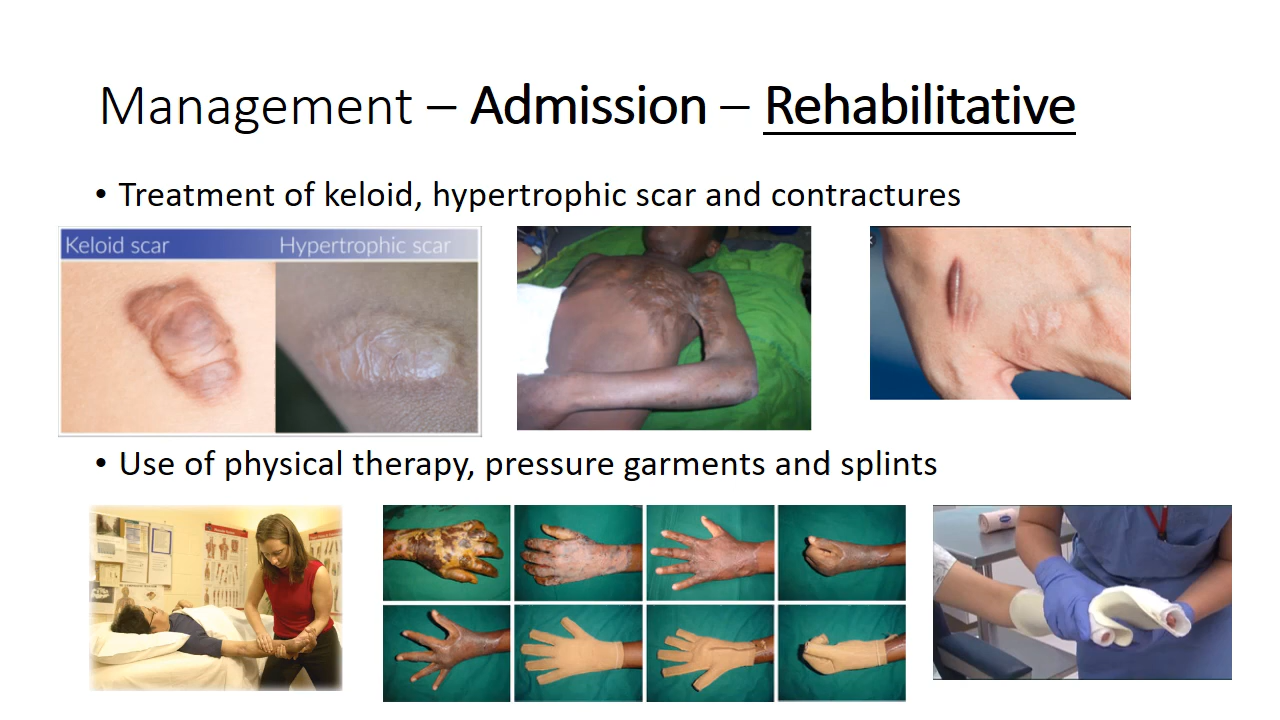 Management – Admission – Rehabilitative
• Treatment of keloid, hypertrophic scar and contractures
Keloid scar
Hypertrophic scar
• Use of physical therapy, pressure garments and splints